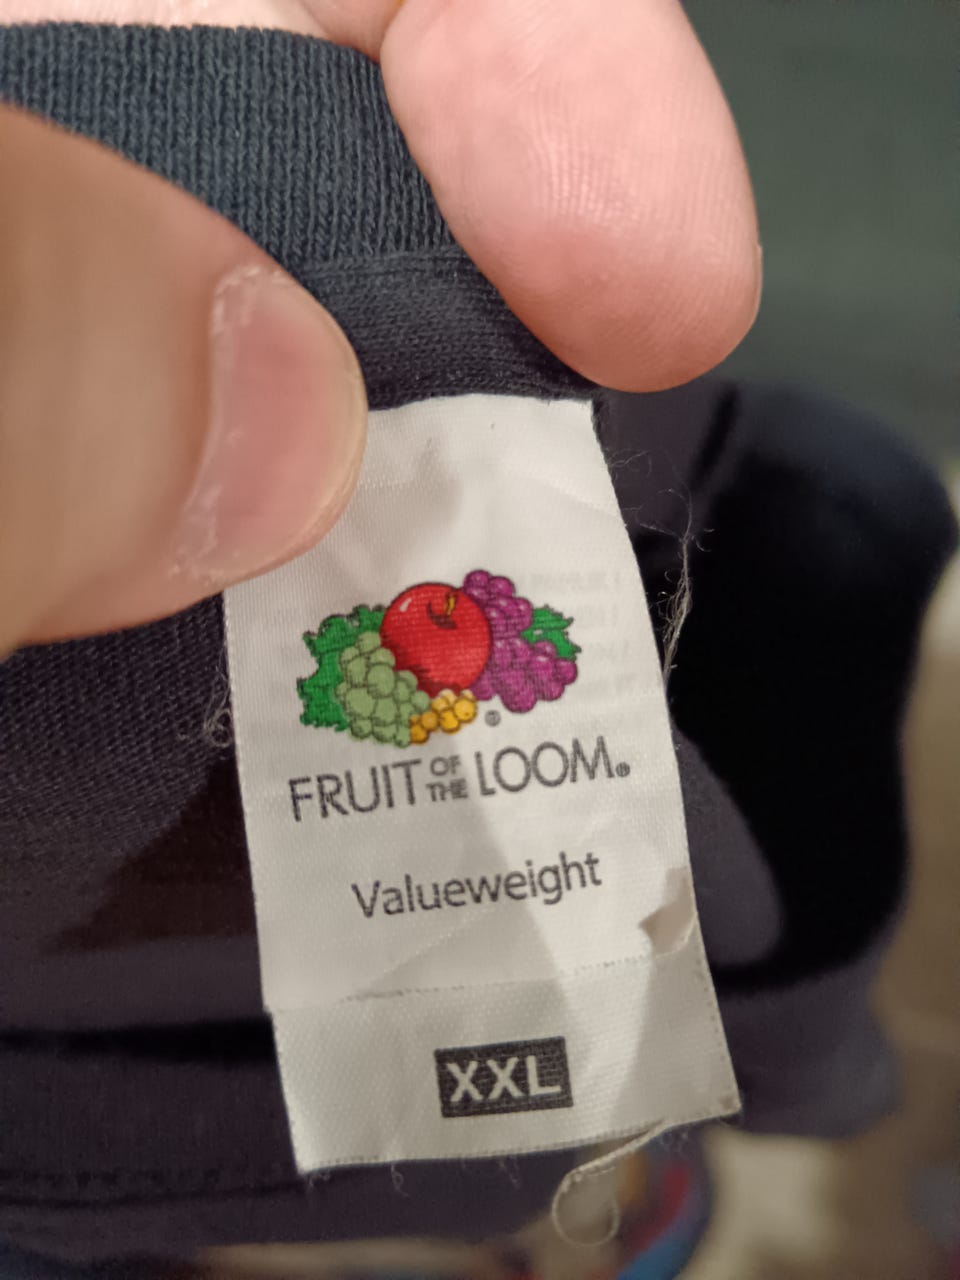 FRUIT OF THE LOOM®
Valueweight
XXL